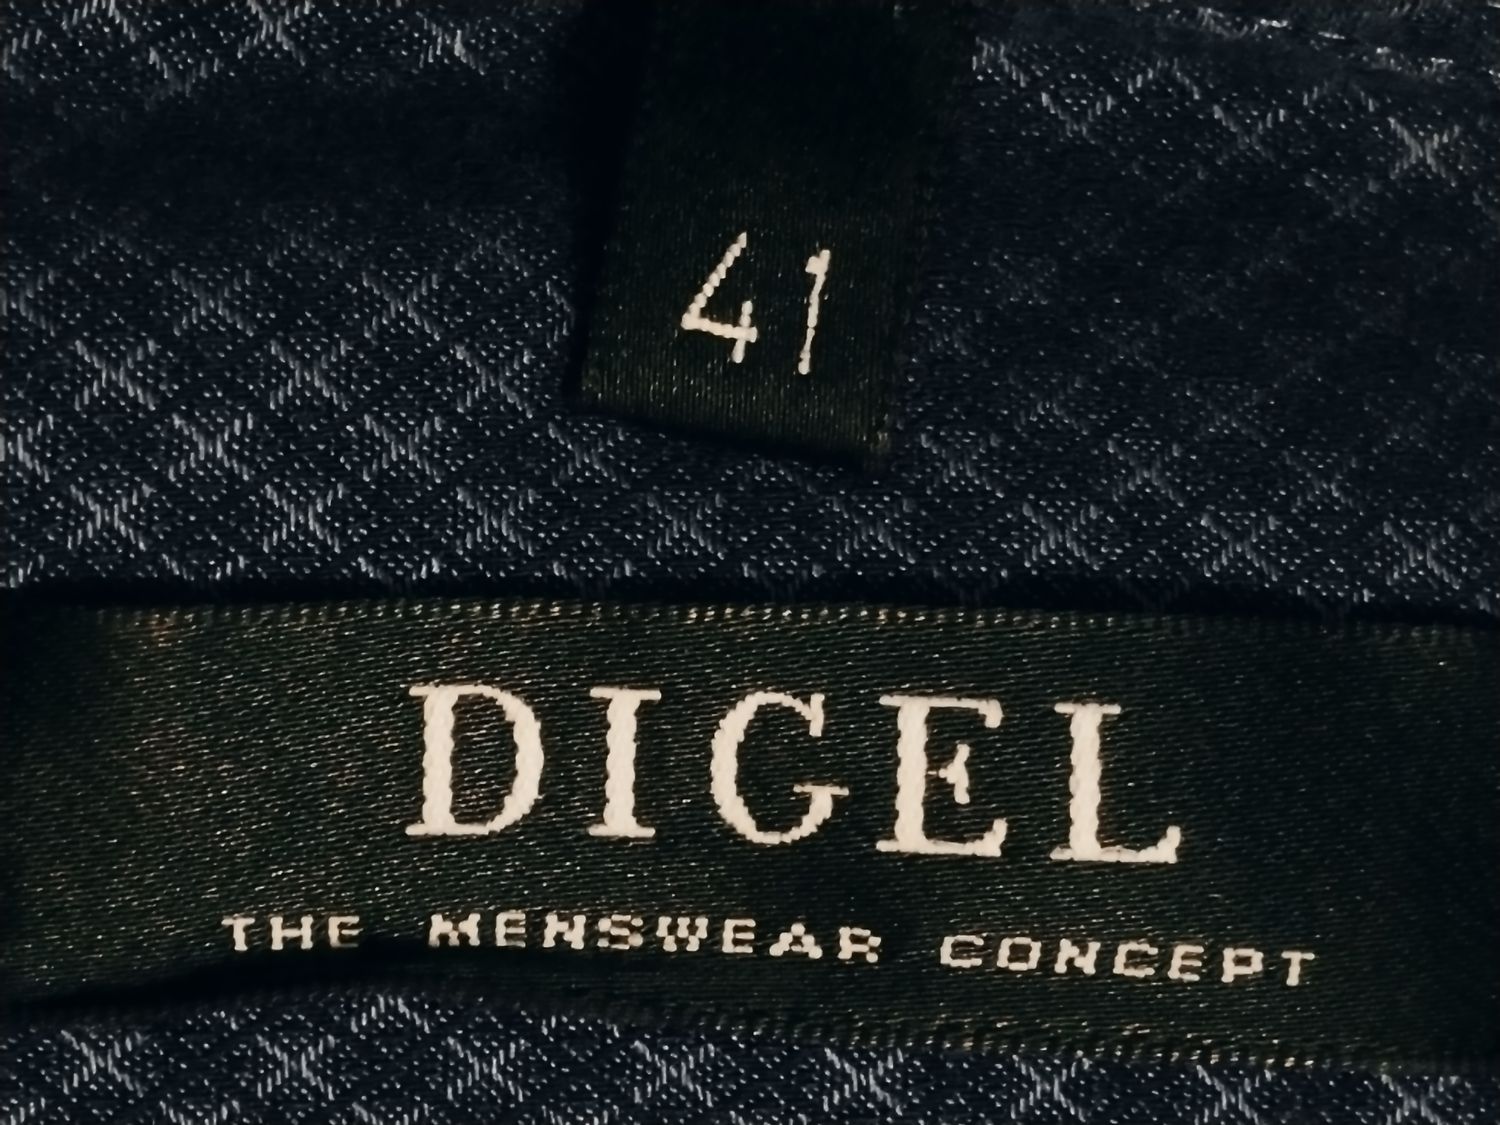 41
DIGEL
THE MENSWEAR CONCEPT